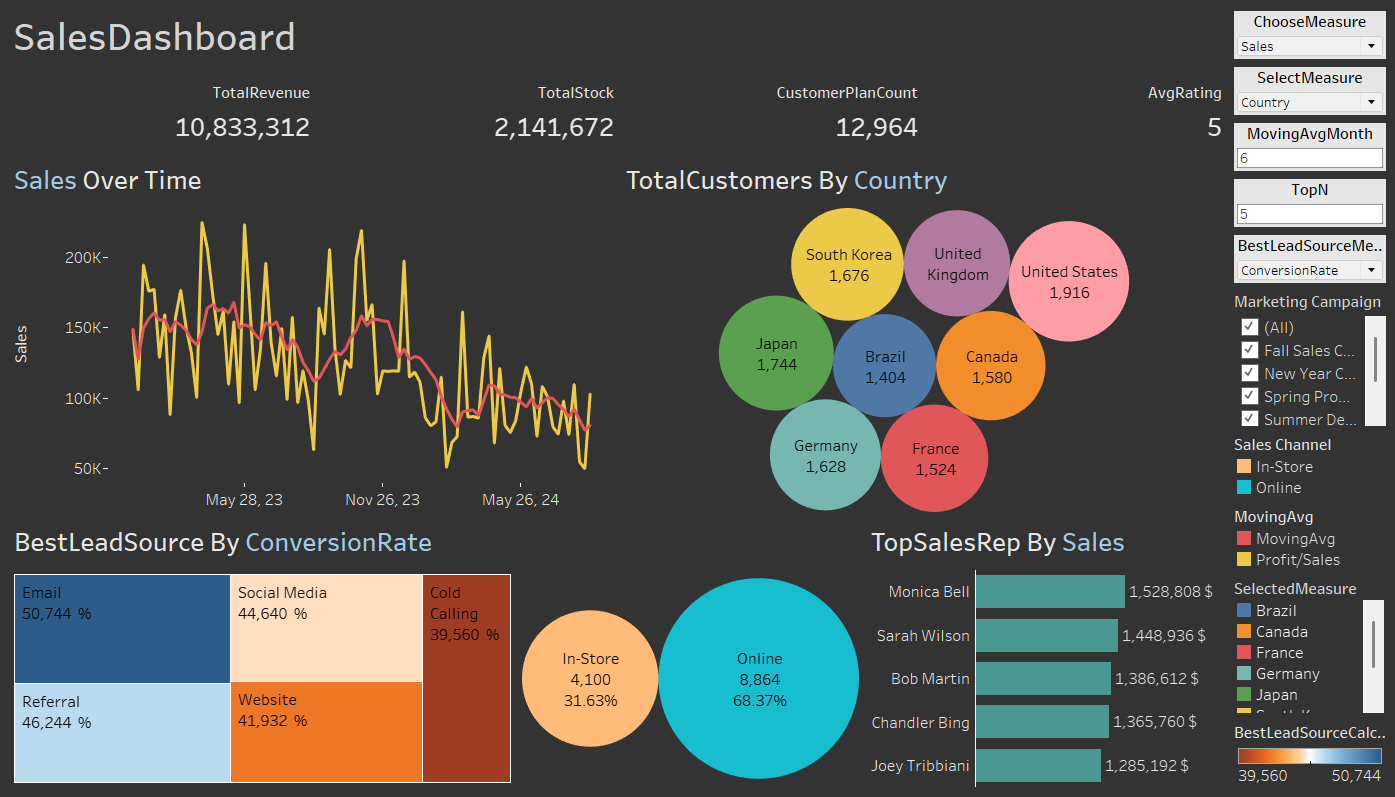 SalesDashboard
TotalRevenue
10,833,312
TotalStock
2,141,672
CustomerPlanCount
12,964
AvgRating
5
Sales Over Time
200K
150K
100K
50K
Sales
May 28, 23
Nov 26, 23
May 26, 24
TotalCustomers By Country
South Korea
1,676
United
Kingdom
United States
1,916
Japan
1,744
Brazil
1,404
Canada
1,580
Germany
1,628
France
1,524
BestLeadSource By ConversionRate
Email
50,744 %
Social Media
44,640 %
Cold
Calling
39,560 %
Referral
46,244 %
Website
41,932 %
In-Store
4,100
31.63%
Online
8,864
68.37%
TopSalesRep By Sales
Monica Bell
1,528,808 $
Sarah Wilson
1,448,936 $
Bob Martin
1,386,612 $
Chandler Bing
1,365,760 $
Joey Tribbiani
1,285,192 $
ChooseMeasure
Sales
SelectMeasure
Country
MovingAvgMonth
6
TopN
5
BestLeadSourceMe..
ConversionRate
Marketing Campaign
(All)
Fall Sales C...
New Year C...
Spring Pro...
Summer De...
Sales Channel
In-Store
Online
MovingAvg
MovingAvg
Profit/Sales
SelectedMeasure
Brazil
Canada
France
Germany
Japan
BestLeadSourceCalc..
39,560
50,744